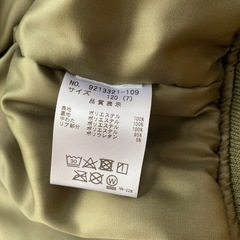 NO. 9213321-109
サイズ 120 (7)
品質表示
表地 ポリエステル 100%
裏地 ポリエステル 100%
中わた ポリエステル 100%
リブ部分 ポリエステル 95%
ポリウレタン 5%